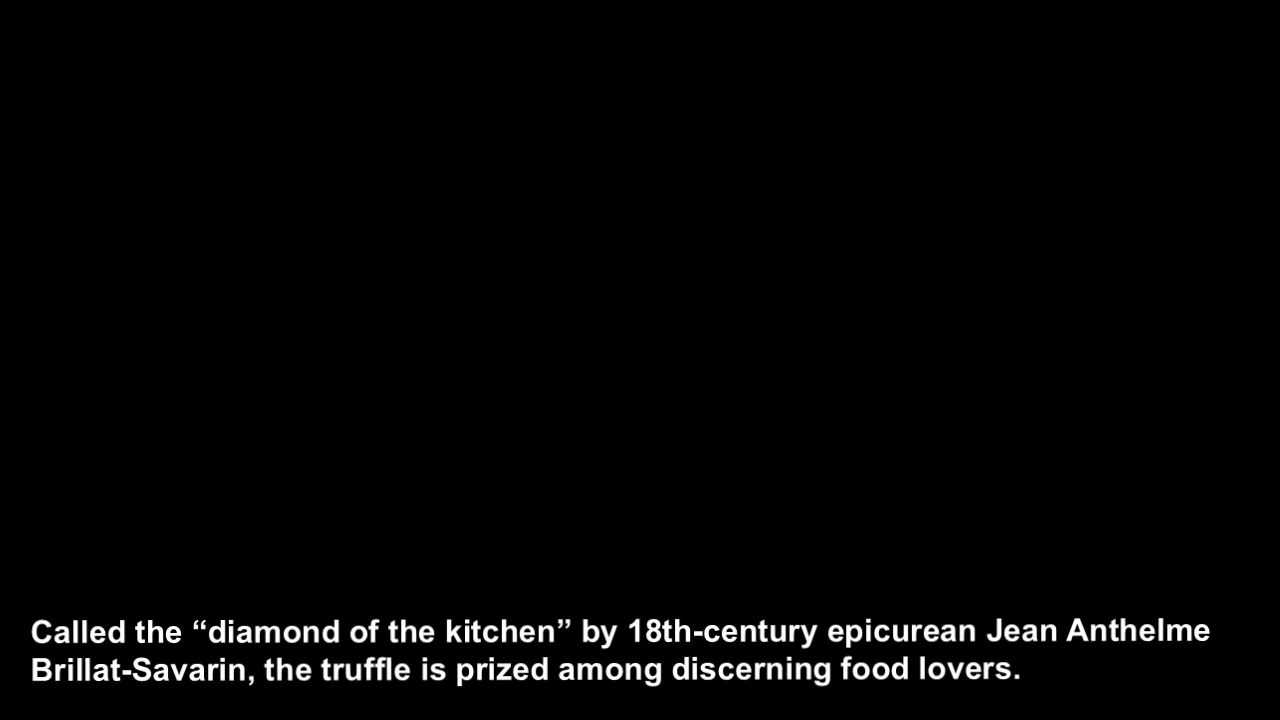 Called the “diamond of the kitchen” by 18th-century epicurean Jean Anthelme
Brillat-Savarin, the truffle is prized among discerning food lovers.